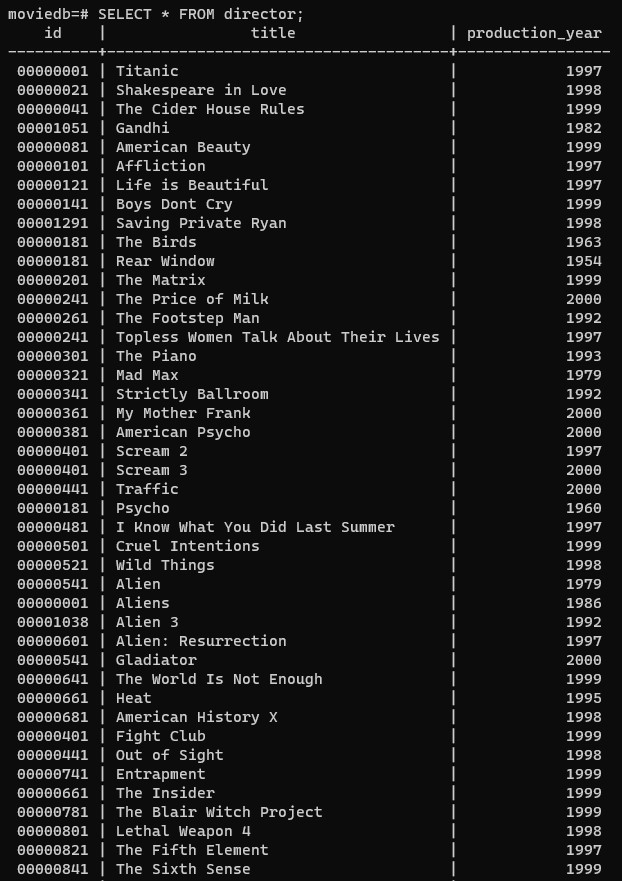 moviedb=# SELECT * FROM director;
    id    |                title                 | production_year
----------+--------------------------------------+-----------------
 00000001 | Titanic                              |            1997
 00000021 | Shakespeare in Love                  |            1998
 00000041 | The Cider House Rules                |            1999
 00001051 | Gandhi                               |            1982
 00000081 | American Beauty                      |            1999
 00000101 | Affliction                           |            1997
 00000121 | Life is Beautiful                    |            1997
 00000141 | Boys Dont Cry                        |            1999
 00001291 | Saving Private Ryan                  |            1998
 00000181 | The Birds                            |            1963
 00000181 | Rear Window                          |            1954
 00000201 | The Matrix                           |            1999
 00000241 | The Price of Milk                    |            2000
 00000261 | The Footstep Man                     |            1992
 00000241 | Topless Women Talk About Their Lives |            1997
 00000301 | The Piano                            |            1993
 00000321 | Mad Max                              |            1979
 00000341 | Strictly Ballroom                    |            1992
 00000361 | My Mother Frank                      |            2000
 00000381 | American Psycho                      |            2000
 00000401 | Scream 2                             |            1997
 00000401 | Scream 3                             |            2000
 00000441 | Traffic                              |            2000
 00000181 | Psycho                               |            1960
 00000481 | I Know What You Did Last Summer      |            1997
 00000501 | Cruel Intentions                     |            1999
 00000521 | Wild Things                          |            1998
 00000541 | Alien                                |            1979
 00000001 | Aliens                               |            1986
 00001038 | Alien 3                              |            1992
 00000601 | Alien: Resurrection                  |            1997
 00000541 | Gladiator                            |            2000
 00000641 | The World Is Not Enough              |            1999
 00000661 | Heat                                 |            1995
 00000681 | American History X                   |            1998
 00000401 | Fight Club                           |            1999
 00000441 | Out of Sight                         |            1998
 00000741 | Entrapment                           |            1999
 00000661 | The Insider                          |            1999
 00000781 | The Blair Witch Project              |            1999
 00000801 | Lethal Weapon 4                      |            1998
 00000821 | The Fifth Element                    |            1997
 00000841 | The Sixth Sense                      |            1999